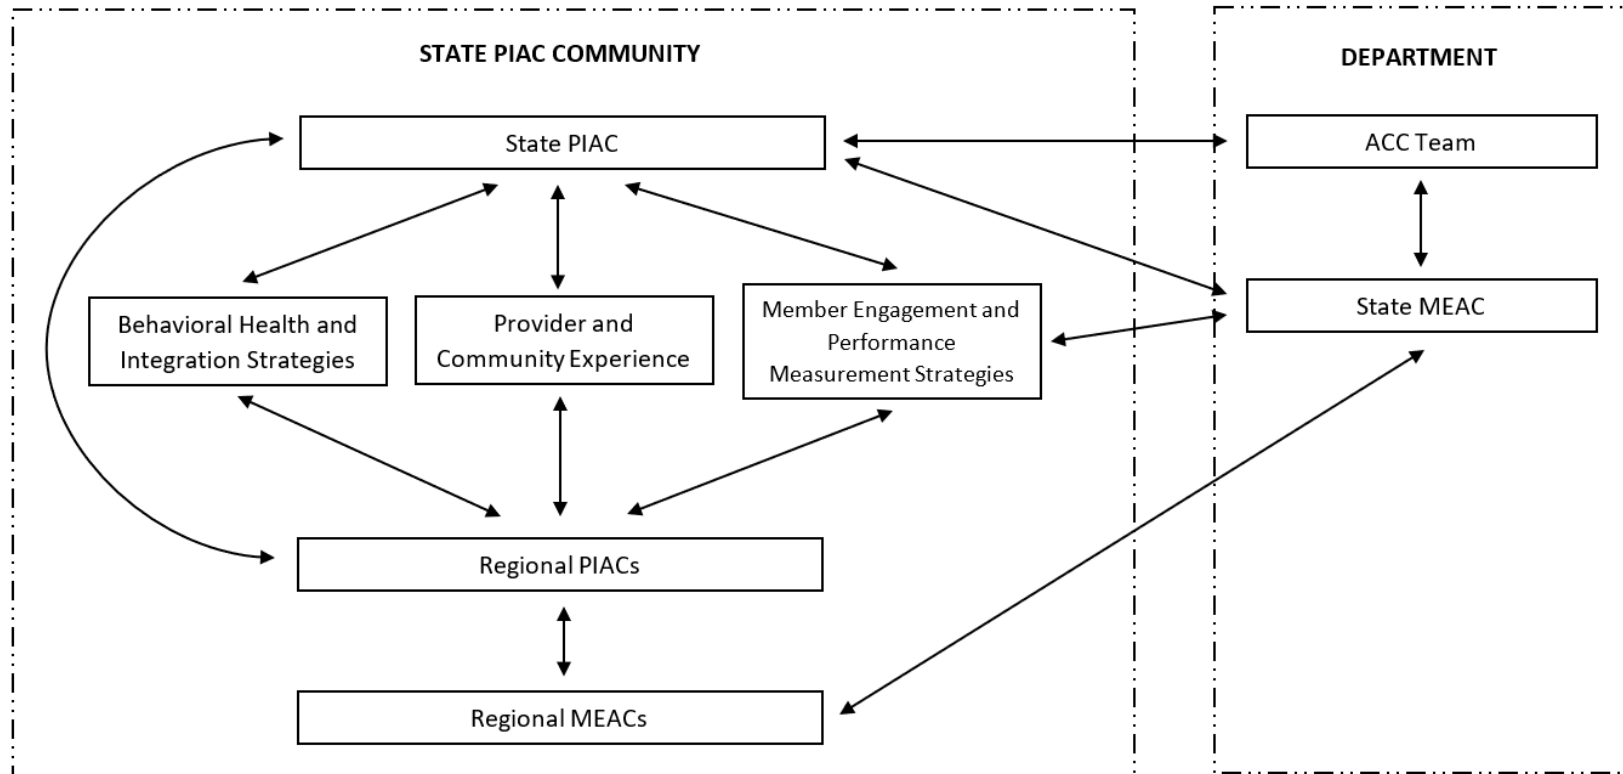 STATE PIAC COMMUNITY
DEPARTMENT
State PIAC
ACC Team
Behavioral Health and
Integration Strategies
Provider and
Community Experience
Member Engagement and
Performance
Measurement Strategies
State MEAC
Regional PIACs
Regional MEACs